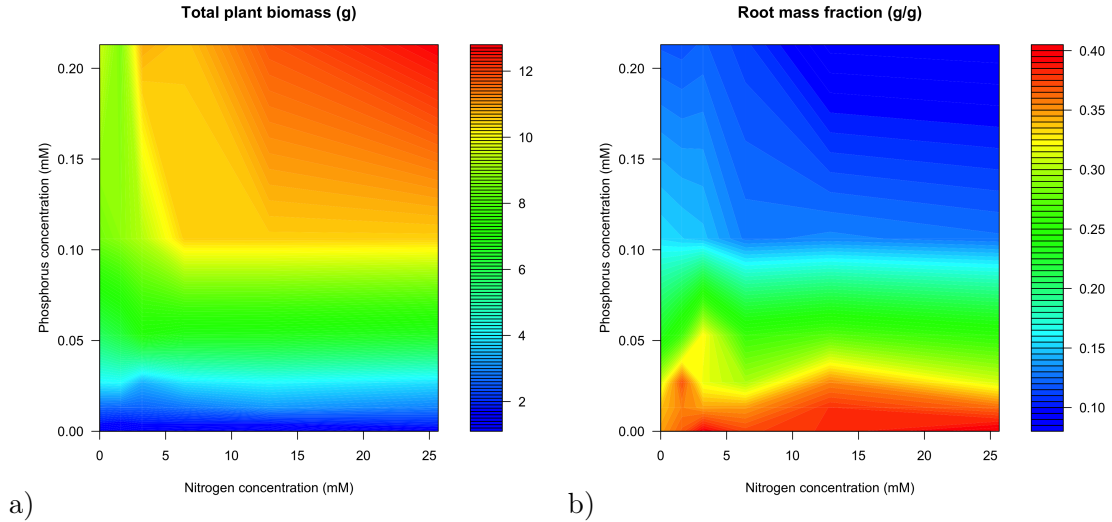 Total plant biomass (g)
Phosphorus concentration (mM)
0.20
0.15
0.10
0.05
0.00
0 5 10 15 20 25
Nitrogen concentration (mM)
12
10
8
6
4
2
a)
Root mass fraction (g/g)
Phosphorus concentration (mM)
0.20
0.15
0.10
0.05
0.00
0 5 10 15 20 25
Nitrogen concentration (mM)
0.40
0.35
0.30
0.25
0.20
0.15
0.10
b)